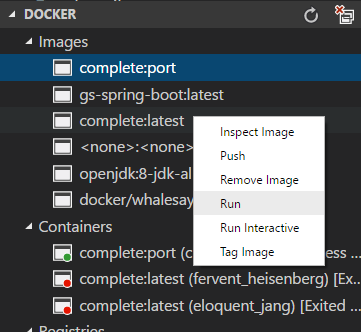 DOCKER
Images
complete:port
gs-spring-boot:latest
complete:latest
<none>:<none>
openjdk:8-jdk-al
docker/whalesay
Inspect Image
Push
Remove Image
Run
Run Interactive
Tag Image
Containers
complete:port (c ess ...
complete:latest (fervent_heisenberg) [Ex...
complete:latest (eloquent_jang) [Exited ...
Registries